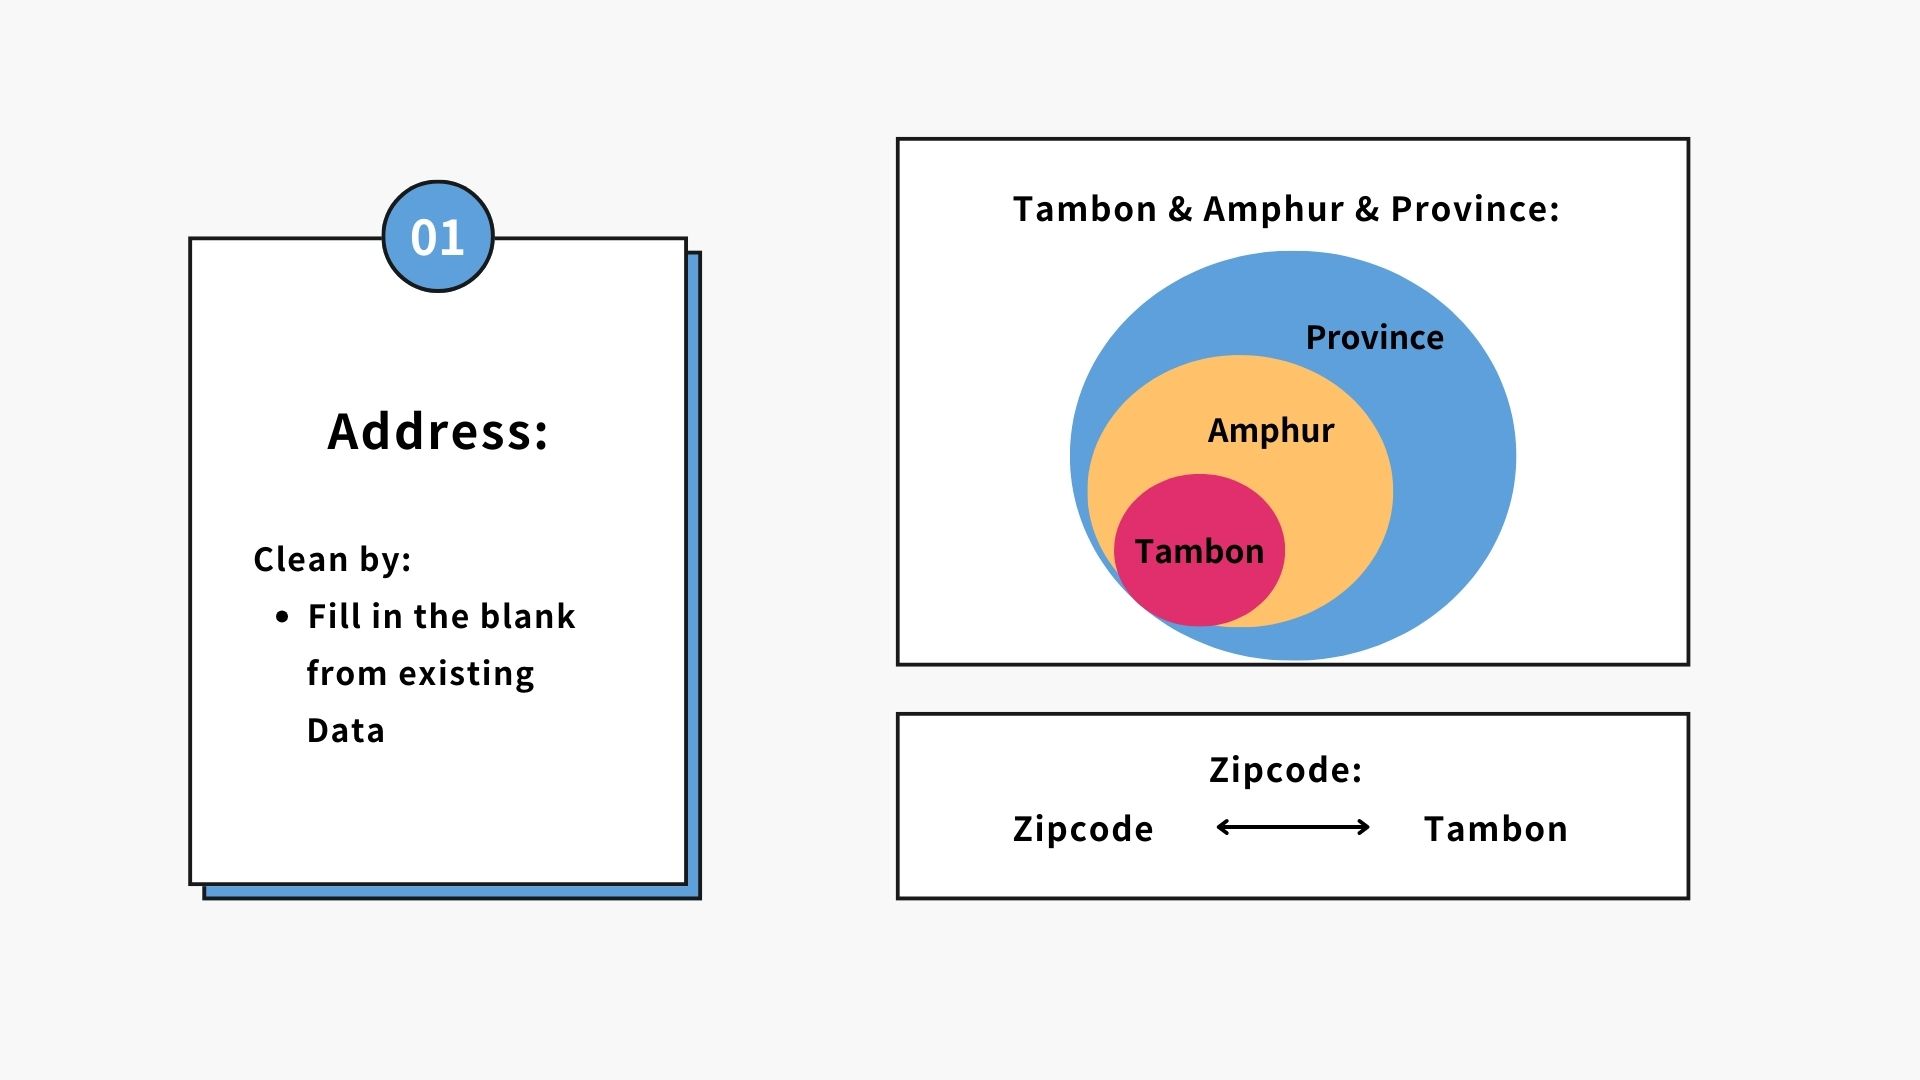 01
Address:
Clean by:
• Fill in the blank
from existing
Data
Tambon & Amphur & Province:
Province
Amphur
Tambon
Zipcode:
Zipcode ⟷ Tambon